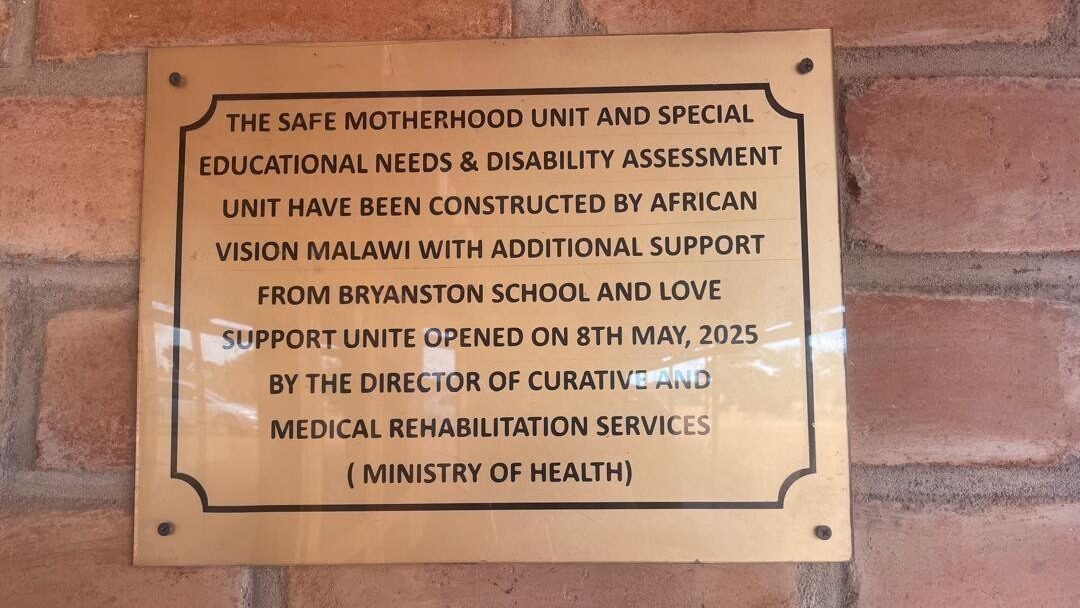 THE SAFE MOTHERHOOD UNIT AND SPECIAL
EDUCATIONAL NEEDS & DISABILITY ASSESSMENT
UNIT HAVE BEEN CONSTRUCTED BY AFRICAN
VISION MALAWI WITH ADDITIONAL SUPPORT
FROM BRYANSTON SCHOOL AND LOVE
SUPPORT UNITE OPENED ON 8TH MAY, 2025
BY THE DIRECTOR OF CURATIVE AND
MEDICAL REHABILITATION SERVICES
( MINISTRY OF HEALTH)